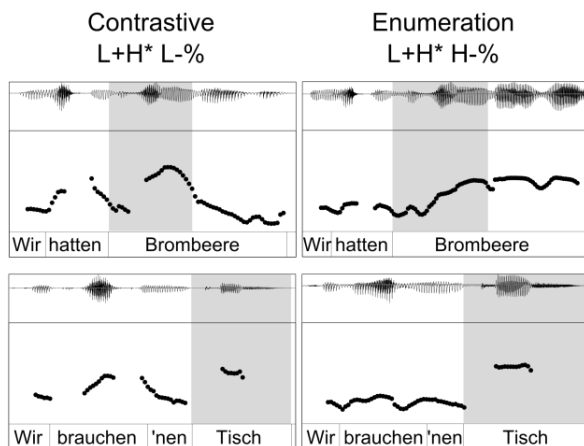 Contrastive
L+H* L-%
Enumeration
L+H* H-%
Wir hatten Brombeere
Wir hatten Brombeere
Wir brauchen 'nen Tisch
Wir brauchen 'nen Tisch